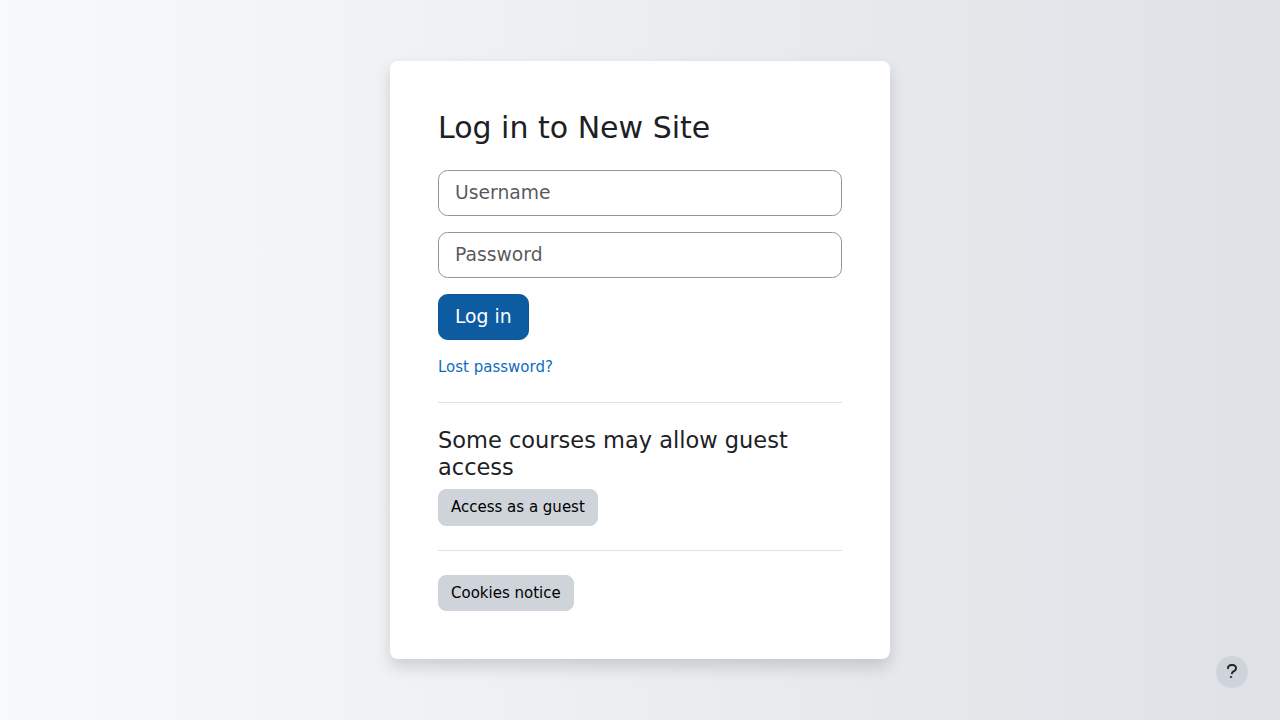 Log in to New Site
Username
Password
Log in
Lost password?
Some courses may allow guest
access
Access as a guest
Cookies notice
?